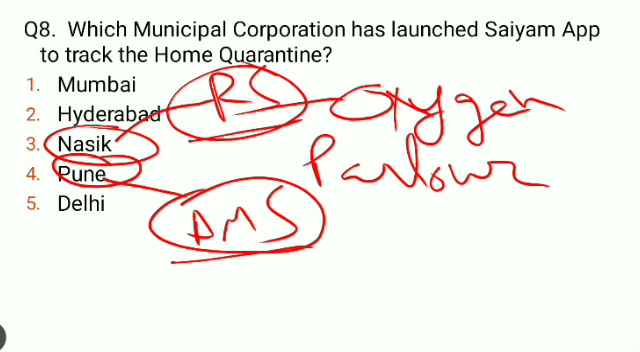 Q8. Which Municipal Corporation has launched Saiyam App
to track the Home Quarantine?
1. Mumbai
2. Hyderabad
3. Nasik
4. Pune
5. Delhi
RS
Oxygen
Parlour
AMS